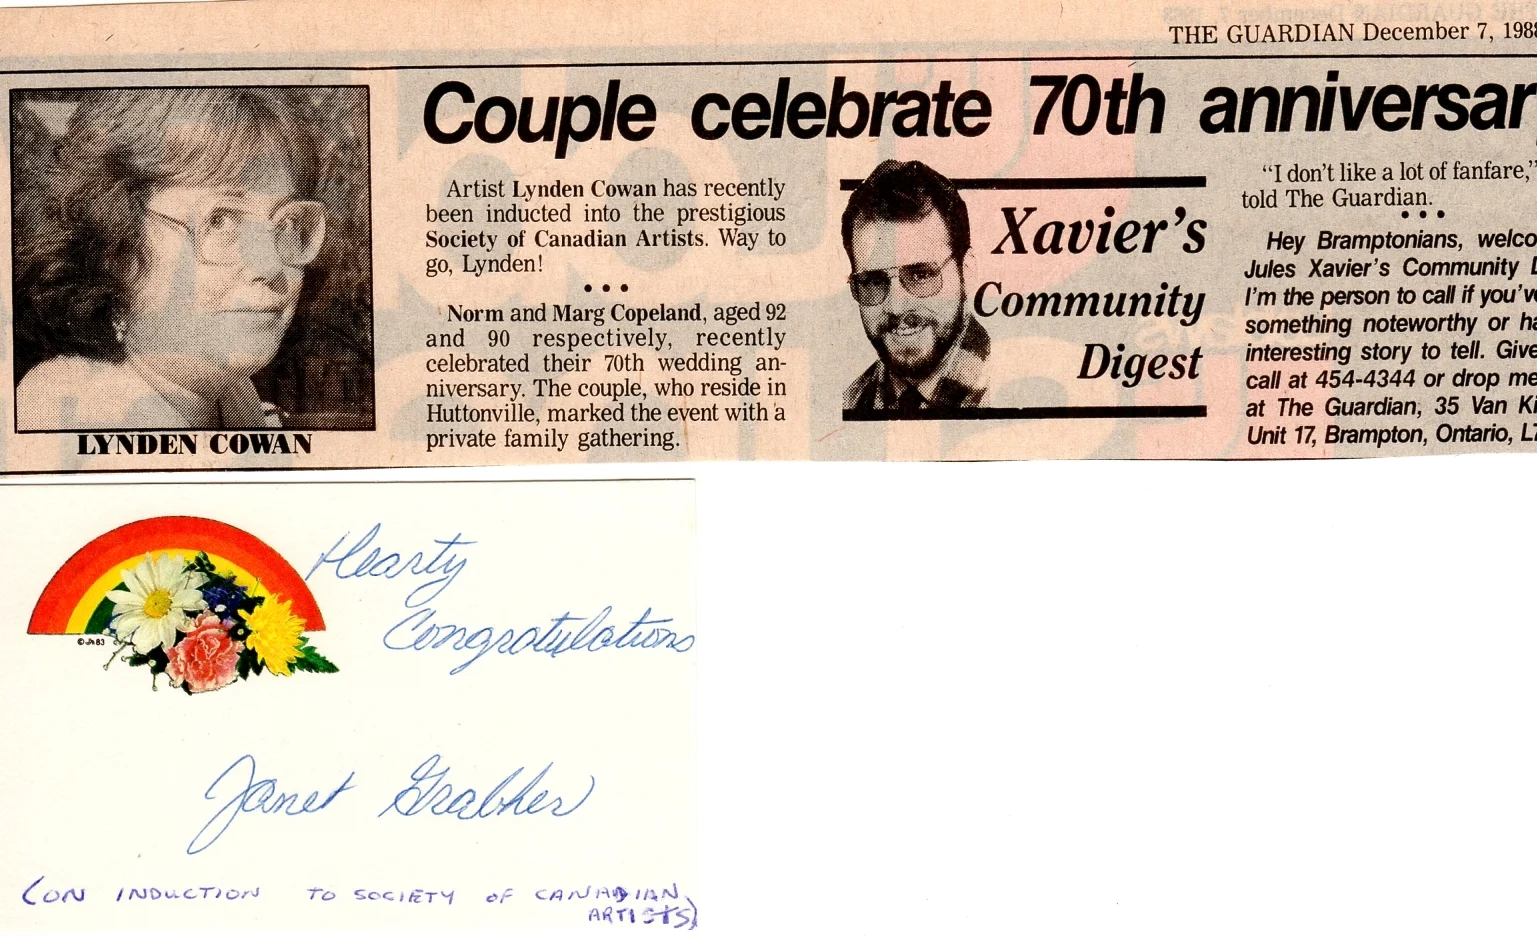 THE GUARDIAN December 7, 1988
Couple celebrate 70th anniversar
LYNDEN COWAN
Artist Lynden Cowan has recently
been inducted into the prestigious
Society of Canadian Artists. Way to
go, Lynden!
• • •
Norm and Marg Copeland, aged 92
and 90 respectively, recently
celebrated their 70th wedding an-
niversary. The couple, who reside in
Huttonville, marked the event with a
private family gathering.
Xavier's
Community
Digest
“I don't like a lot of fanfare,”
told The Guardian.
• • •
Hey Bramptonians, welco
Jules Xavier's Community D
I'm the person to call if you've
something noteworthy or ha
interesting story to tell. Give
call at 454-4344 or drop me
at The Guardian, 35 Van Ki
Unit 17, Brampton, Ontario, L7
Hearty
Congratulations
Janet Grabher
(ON INDUCTION TO SOCIETY OF CANADIAN
ARTISTS)